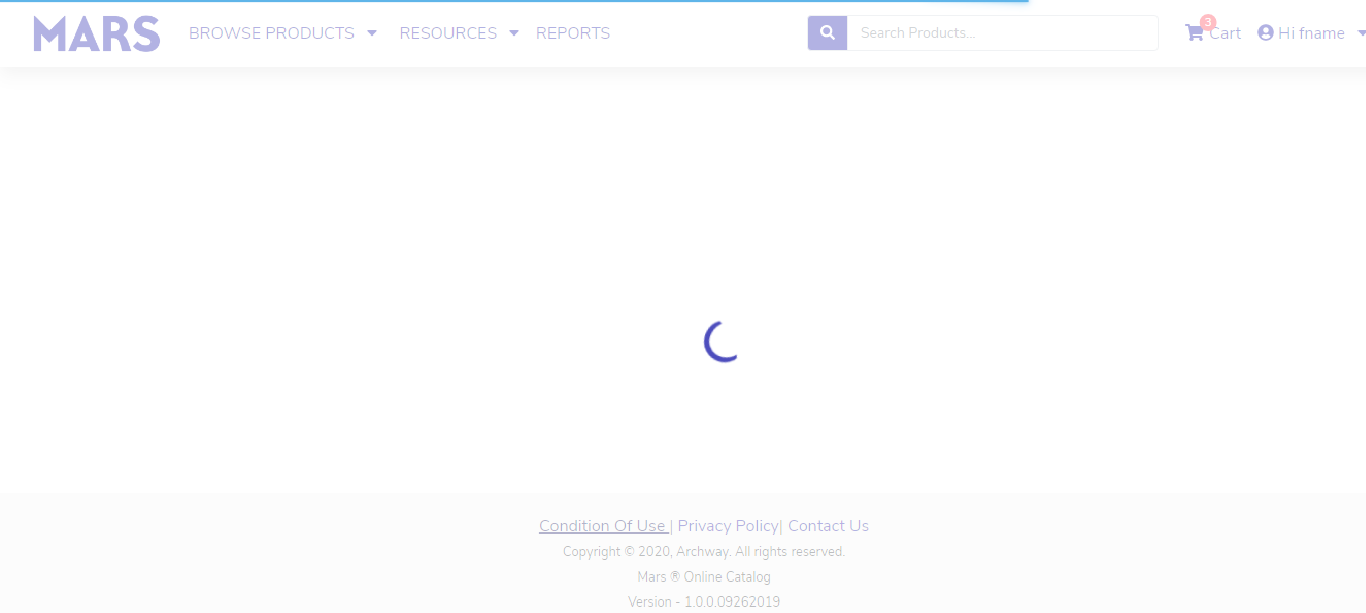 MARS BROWSE PRODUCTS RESOURCES REPORTS Search Products... 3 Cart Hi fname
Condition Of Use | Privacy Policy| Contact Us
Copyright © 2020, Archway. All rights reserved.
Mars ® Online Catalog
Version - 1.0.0.09262019